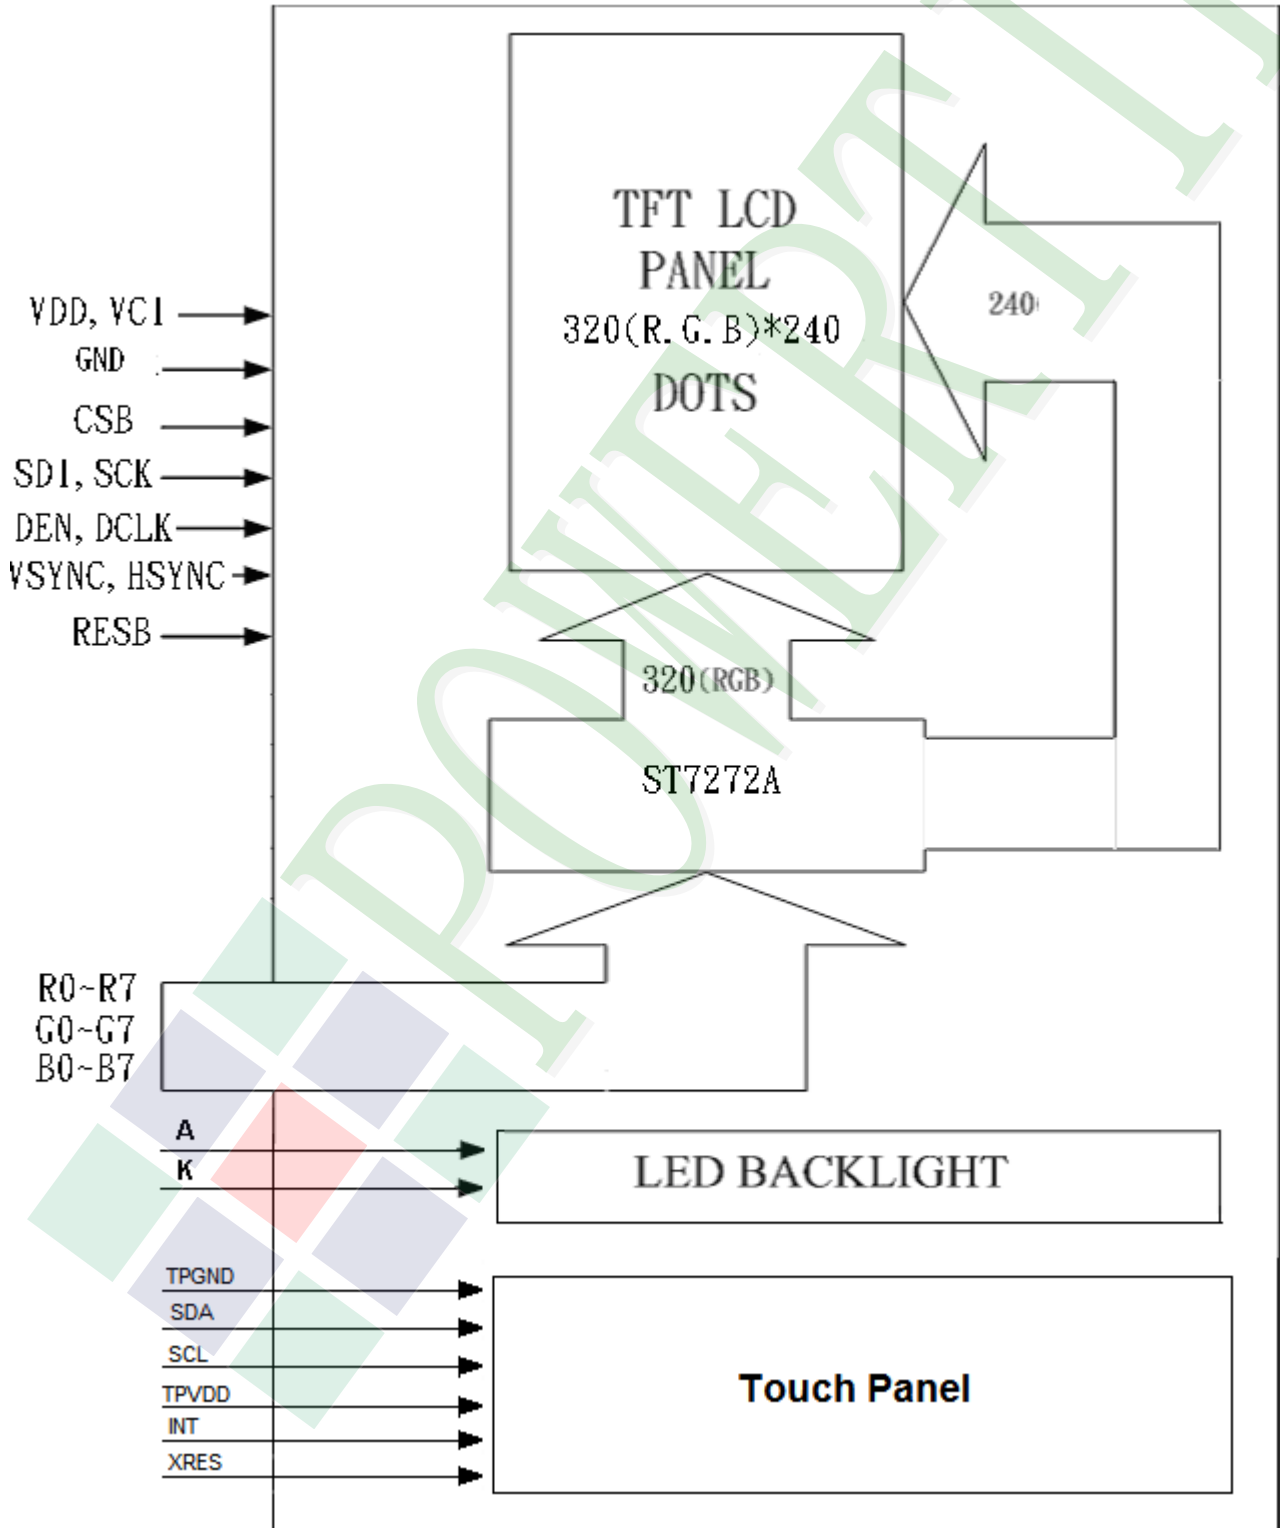 TFT LCD
PANEL
320(R.G.B)*240
DOTS
240
VDD, VCI
GND
CSB
SDI, SCK
DEN, DCLK
VSYNC, HSYNC
RESB
320(RGB)
ST7272A
R0~R7
G0~G7
B0~B7
A
K
LED BACKLIGHT
TPGND
SDA
SCL
TPVDD
INT
XRES
Touch Panel
POWERTI